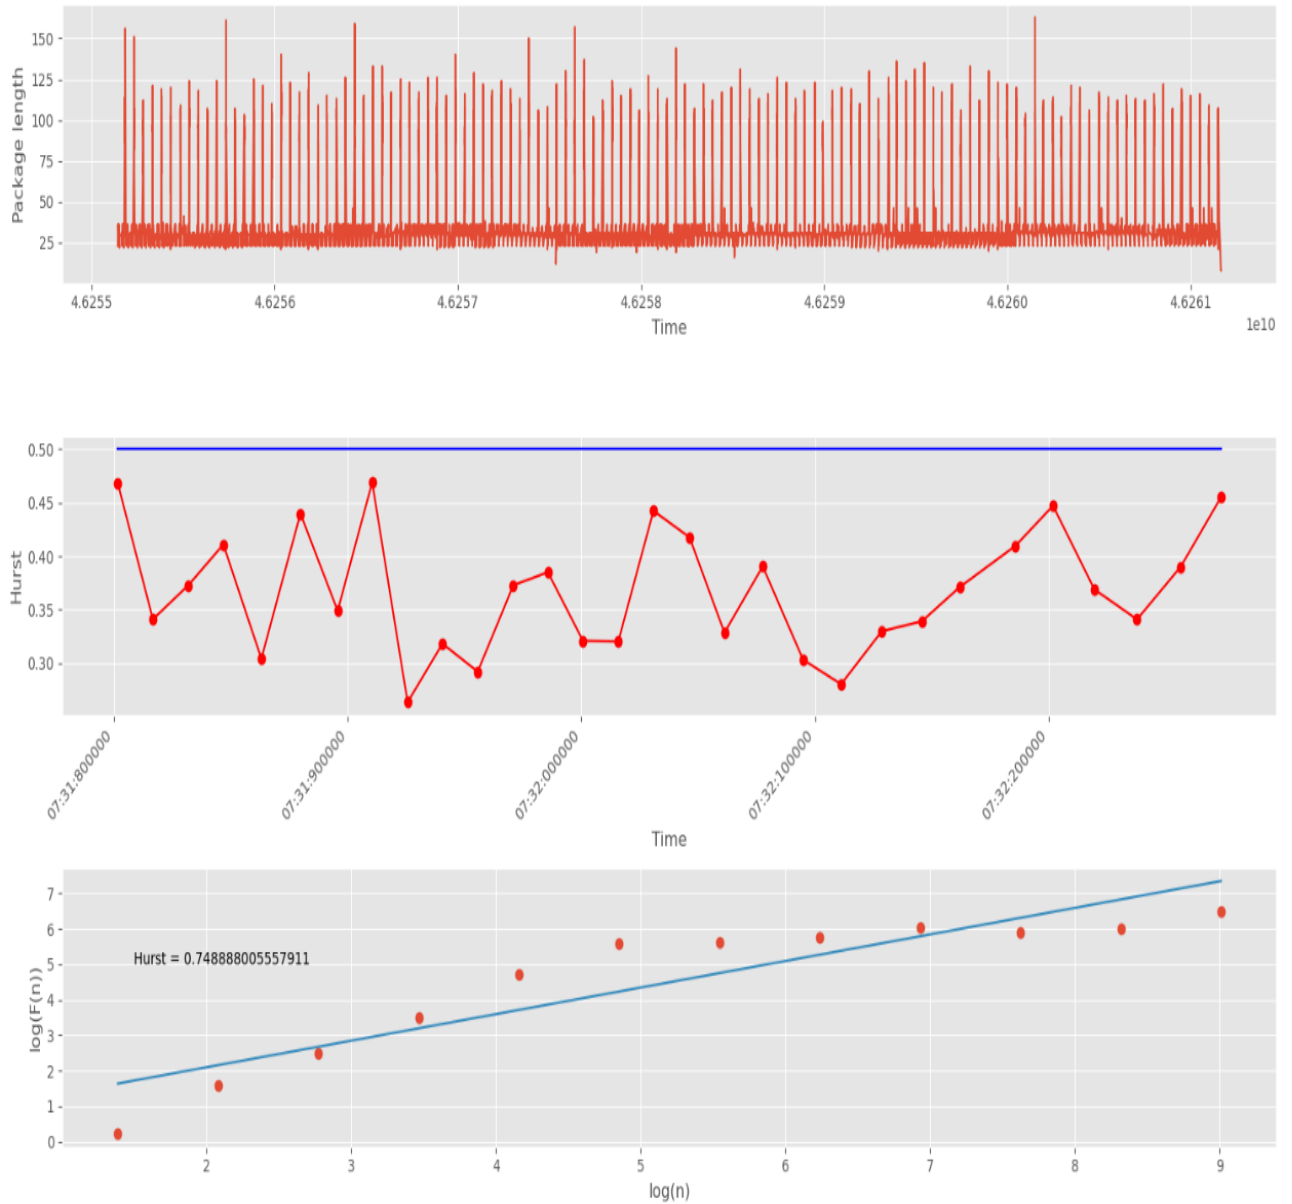 150
125
100
75
50
25
Package length
4.6255 4.6256 4.6257 4.6258 4.6259 4.6260 4.6261
Time
1e10
0.50
0.45
0.40
0.35
0.30
Hurst
07:31:800000 07:31:900000 07:32:000000 07:32:100000 07:32:200000
Time
7
6
5
4
3
2
1
0
log(F(n))
Hurst = 0.748888005557911
2 3 4 5 6 7 8 9
log(n)